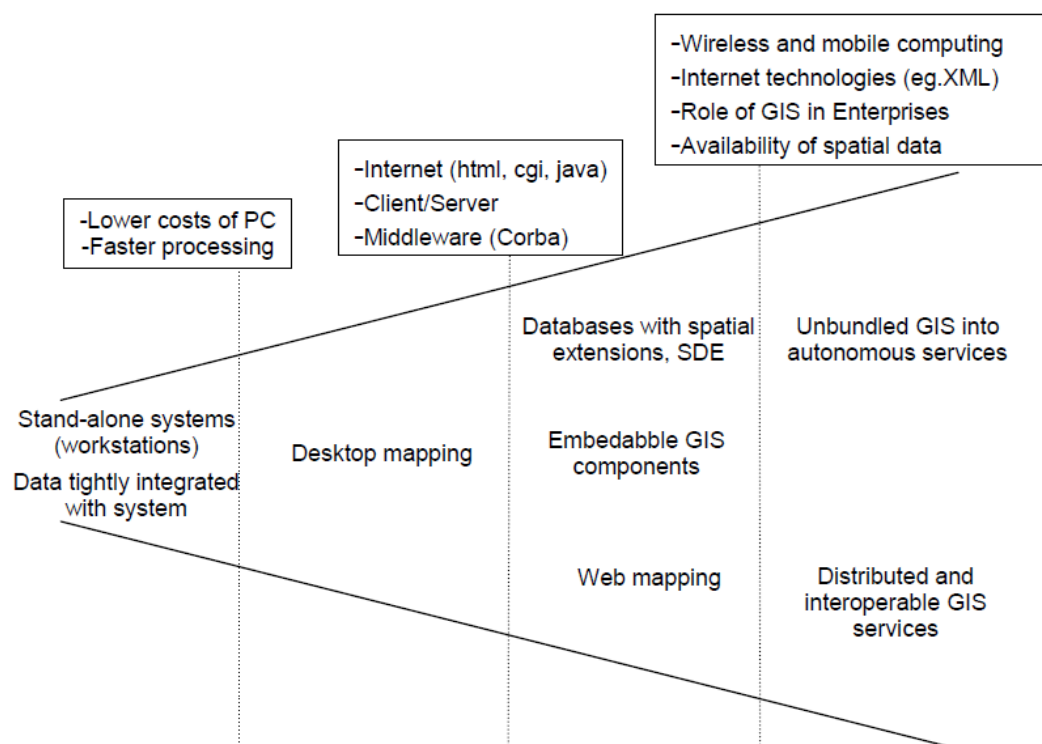 -Wireless and mobile computing
-Internet technologies (eg.XML)
-Role of GIS in Enterprises
-Availability of spatial data
-Internet (html, cgi, java)
-Client/Server
-Middleware (Corba)
-Lower costs of PC
-Faster processing
Stand-alone systems
(workstations)
Data tightly integrated
with system
Desktop mapping
Databases with spatial
extensions, SDE
Embedabble GIS
components
Web mapping
Unbundled GIS into
autonomous services
Distributed and
interoperable GIS
services